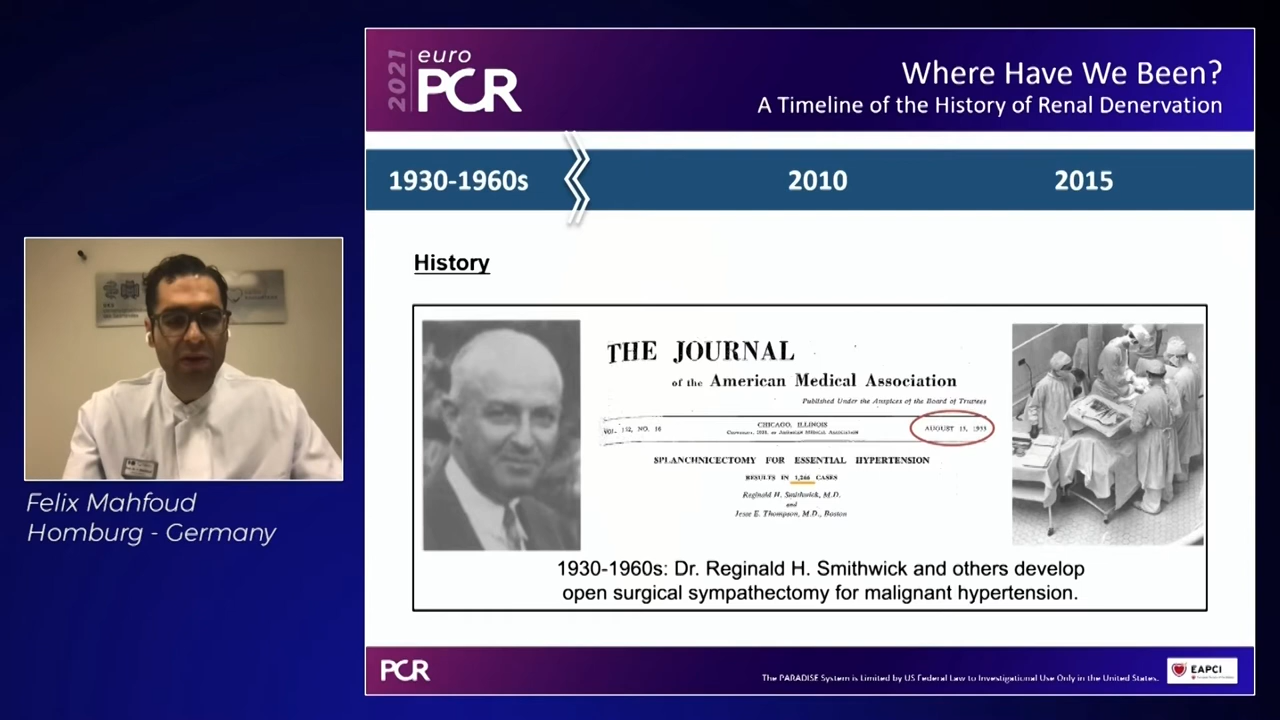 2021 euro
PCR
Where Have We Been?
A Timeline of the History of Renal Denervation
1930-1960s
2010
2015
History
THE JOURNAL
of the American Medical Association
Published Under the Auspices of the Board of Trustees
VOL. 152, NO. 16
CHICAGO, ILLINOIS
AUGUST 15, 1953
SPLANCHNICECTOMY FOR ESSENTIAL HYPERTENSION
RESULTS IN 1,266 CASES
Reginald H. Smithwick, M.D.
and
Jesse E. Thompson, M.D., Boston
1930-1960s: Dr. Reginald H. Smithwick and others develop
open surgical sympathectomy for malignant hypertension.
Felix Mahfoud
Homburg - Germany
PCR
The PARADISE System is Limited by US Federal Law to Investigational Use Only in the United States.
EAPCI